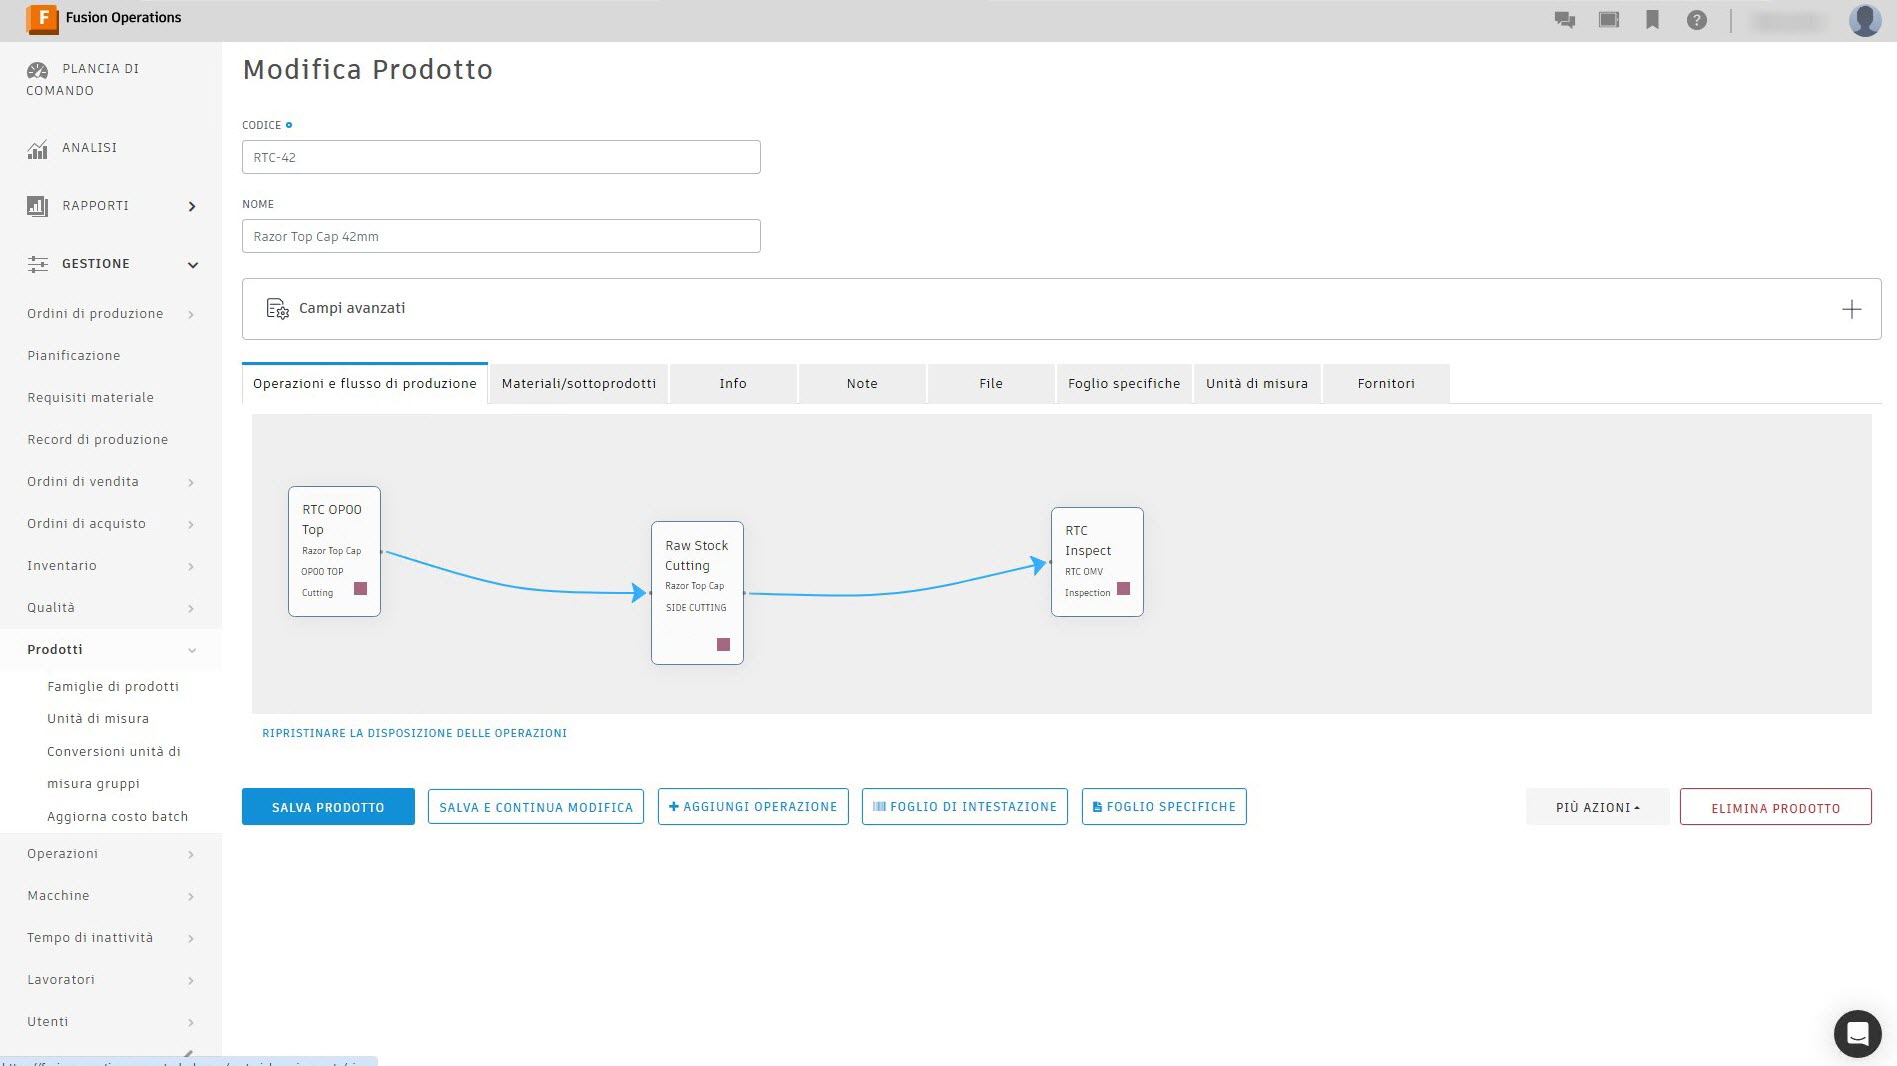 Fusion Operations
PLANCIA DI
COMANDO
ANALISI
RAPPORTI
GESTIONE
Ordini di produzione
Pianificazione
Requisiti materiale
Record di produzione
Ordini di vendita
Ordini di acquisto
Inventario
Qualità
Prodotti
Famiglie di prodotti
Unità di misura
Conversioni unità di
misura gruppi
Aggiorna costo batch
Operazioni
Macchine
Tempo di inattività
Lavoratori
Utenti
Modifica Prodotto
CODICE
RTC-42
NOME
Razor Top Cap 42mm
Campi avanzati
Operazioni e flusso di produzione
Materiali/sottoprodotti
Info
Note
File
Foglio specifiche
Unità di misura
Fornitori
RTC OP00
Top
Razor Top Cap
OP00 TOP
Cutting
Raw Stock
Cutting
Razor Top Cap
SIDE CUTTING
RTC
Inspect
RTC OMV
Inspection
RIPRISTINARE LA DISPOSIZIONE DELLE OPERAZIONI
SALVA PRODOTTO
SALVA E CONTINUA MODIFICA
+ AGGIUNGI OPERAZIONE
FOGLIO DI INTESTAZIONE
FOGLIO SPECIFICHE
PIÙ AZIONI
ELIMINA PRODOTTO